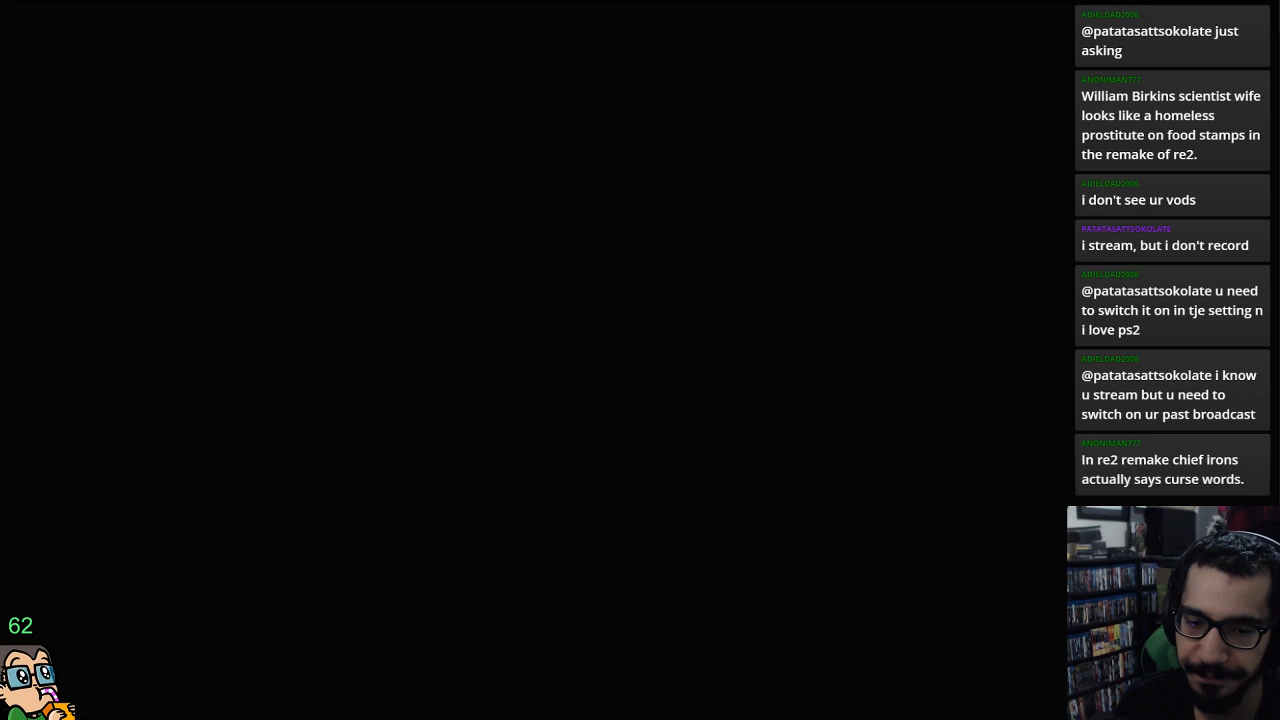 ADIELDAD2006
@patatasattsokolate just
asking
ANONIMAN777
William Birkins scientist wife
looks like a homeless
prostitute on food stamps in
the remake of re2.
ADIELDAD2006
i don't see ur vods
PATATASATTSOKOLATE
i stream, but i don't record
ADIELDAD2006
@patatasattsokolate u need
to switch it on in tje setting n
i love ps2
ADIELDAD2006
@patatasattsokolate i know
u stream but u need to
switch on ur past broadcast
ANONIMAN777
In re2 remake chief irons
actually says curse words.
62